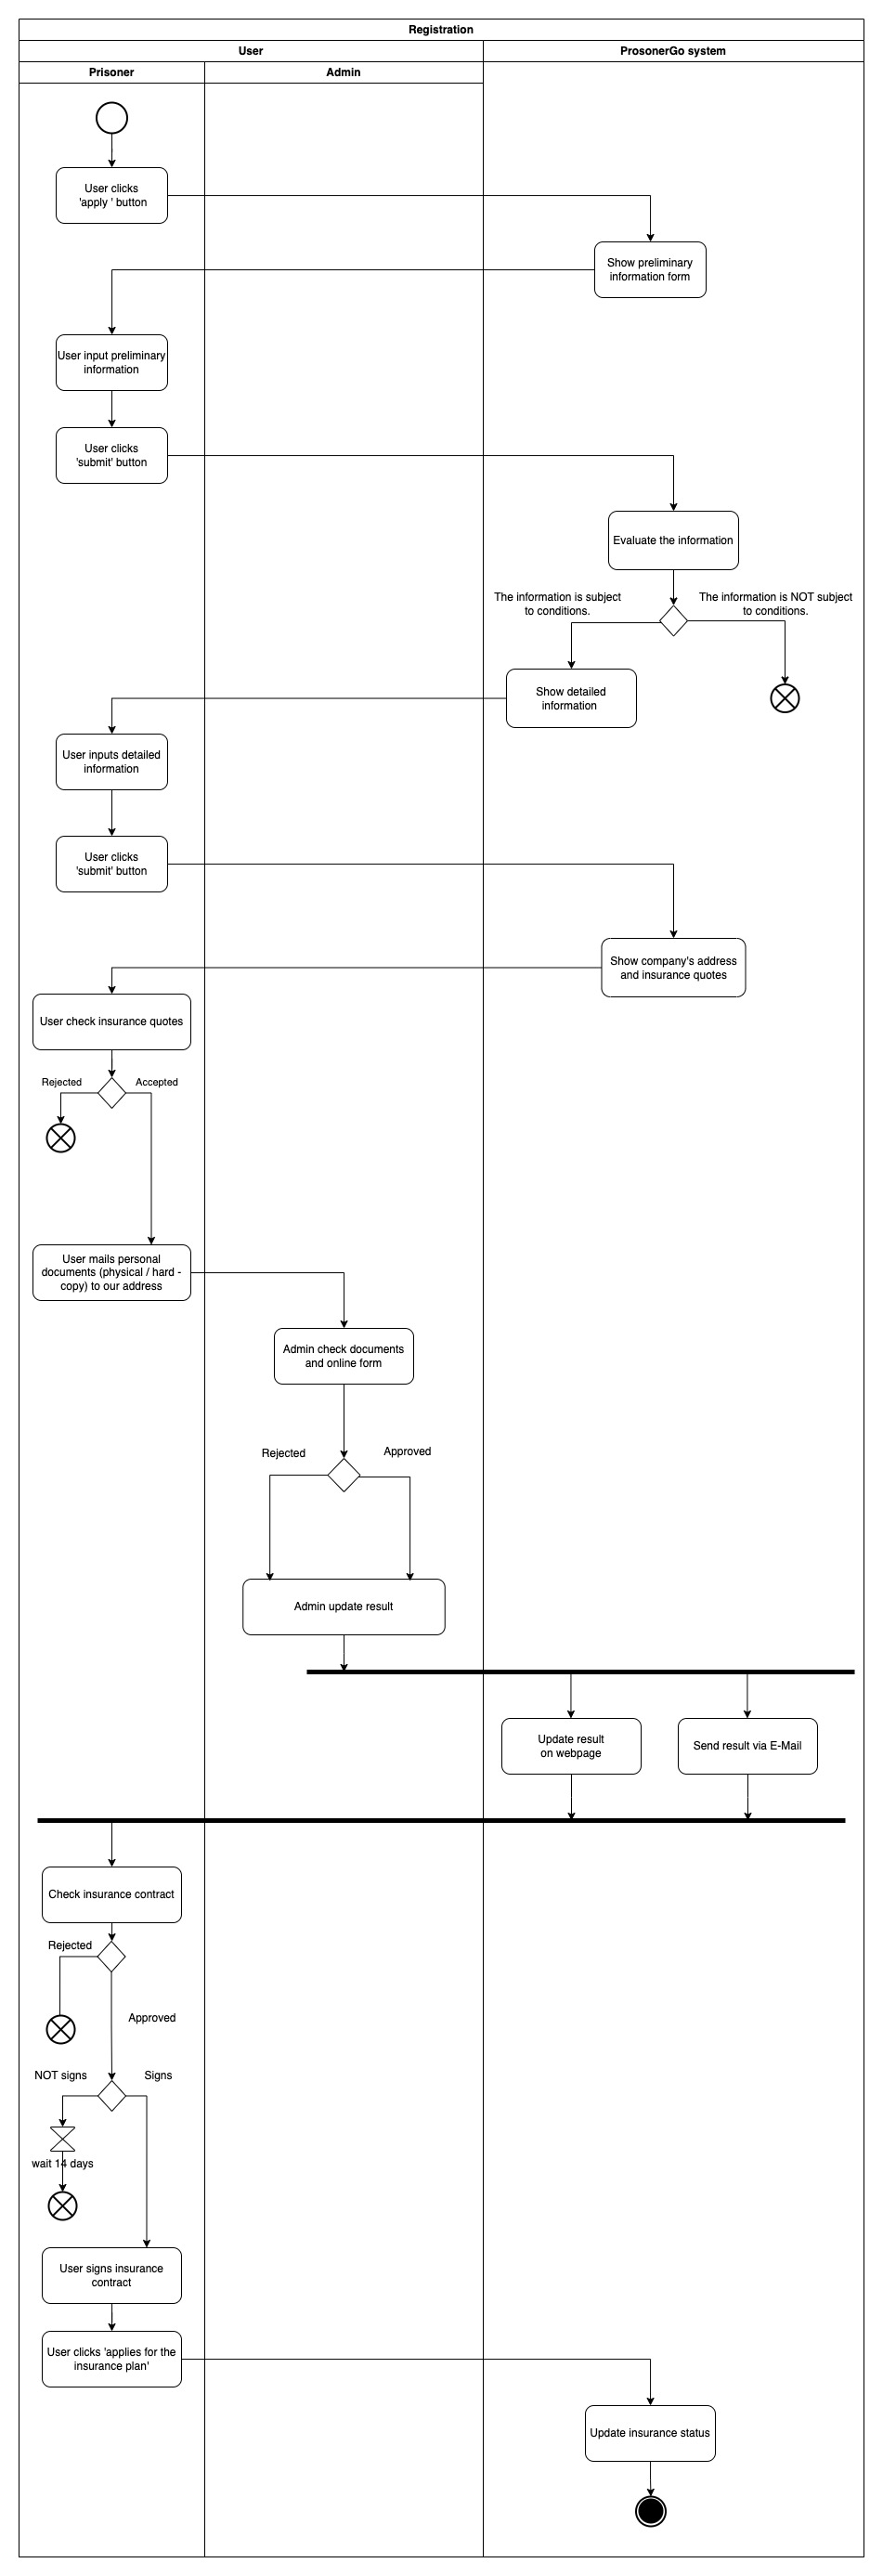 Registration
User
ProsonerGo system
Prisoner
Admin
User clicks
'apply ' button
Show preliminary
information form
User input preliminary
information
User clicks
'submit' button
Evaluate the information
The information is subject
to conditions.
The information is NOT subject
to conditions.
Show detailed
information
User inputs detailed
information
User clicks
'submit' button
Show company's address
and insurance quotes
User check insurance quotes
Rejected
Accepted
User mails personal
documents (physical / hard -
copy) to our address
Admin check documents
and online form
Rejected
Approved
Admin update result
Update result
on webpage
Send result via E-Mail
Check insurance contract
Rejected
Approved
NOT signs
Signs
wait 14 days
User signs insurance
contract
User clicks 'applies for the
insurance plan'
Update insurance status